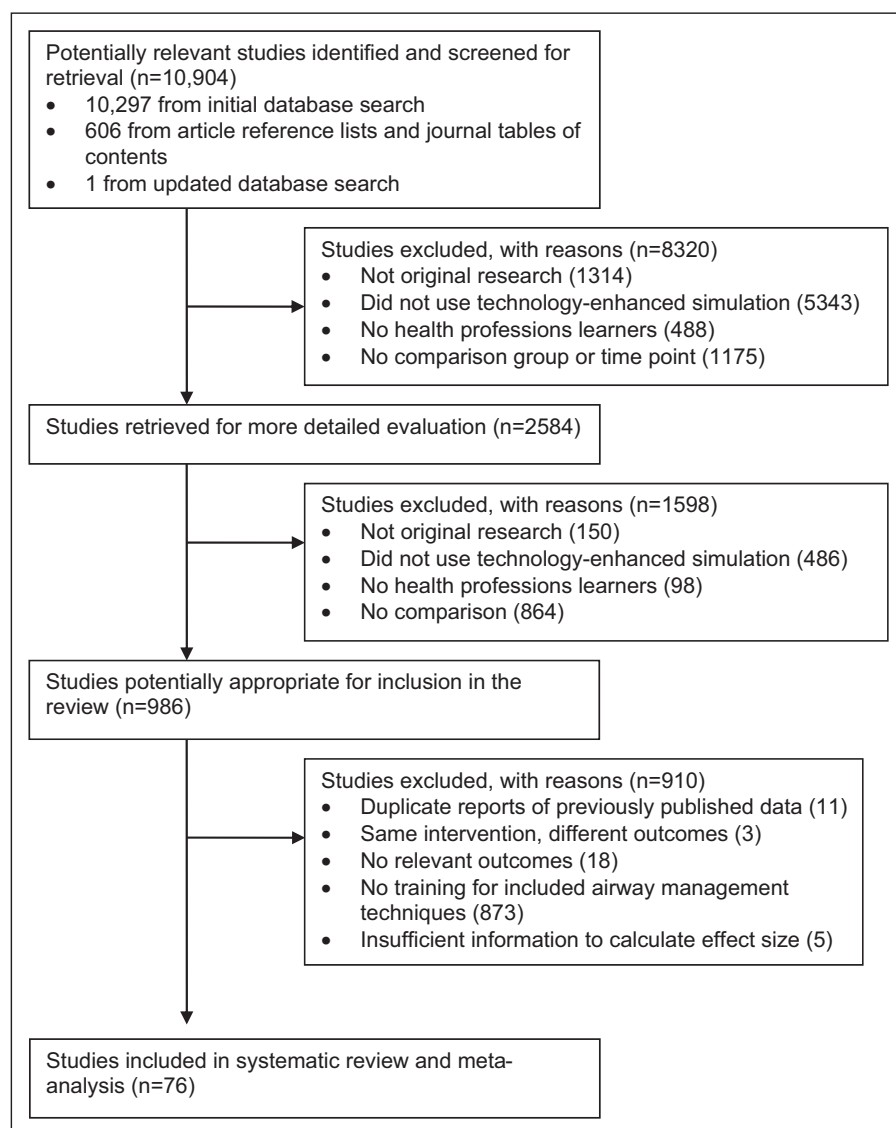 Potentially relevant studies identified and screened for
retrieval (n=10,904)
• 10,297 from initial database search
• 606 from article reference lists and journal tables of
contents
• 1 from updated database search
Studies excluded, with reasons (n=8320)
• Not original research (1314)
• Did not use technology-enhanced simulation (5343)
• No health professions learners (488)
• No comparison group or time point (1175)
Studies retrieved for more detailed evaluation (n=2584)
Studies excluded, with reasons (n=1598)
• Not original research (150)
• Did not use technology-enhanced simulation (486)
• No health professions learners (98)
• No comparison (864)
Studies potentially appropriate for inclusion in the
review (n=986)
Studies excluded, with reasons (n=910)
• Duplicate reports of previously published data (11)
• Same intervention, different outcomes (3)
• No relevant outcomes (18)
• No training for included airway management
techniques (873)
• Insufficient information to calculate effect size (5)
Studies included in systematic review and meta-
analysis (n=76)